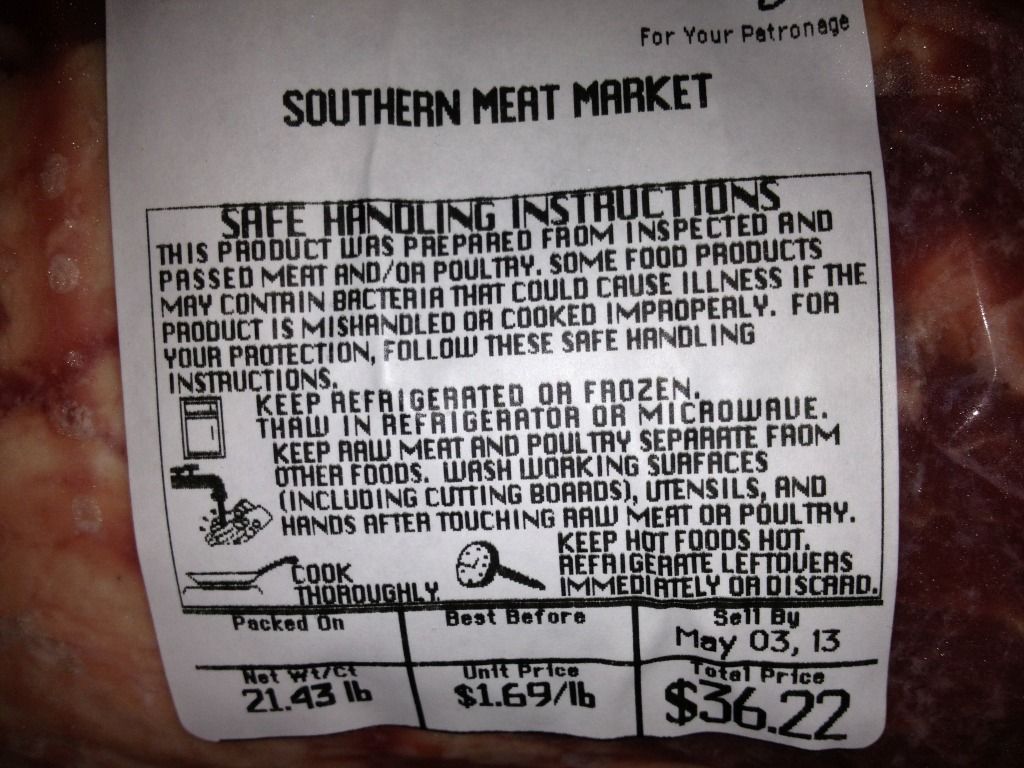 For Your Patronage
SOUTHERN MEAT MARKET
SAFE HANDLING INSTRUCTIONS
THIS PRODUCT WAS PREPARED FROM INSPECTED AND
PASSED MEAT AND/OR POULTRY. SOME FOOD PRODUCTS
MAY CONTAIN BACTERIA THAT COULD CAUSE ILLNESS IF THE
PRODUCT IS MISHANDLED OR COOKED IMPROPERLY. FOR
YOUR PROTECTION, FOLLOW THESE SAFE HANDLING
INSTRUCTIONS.
KEEP REFRIGERATED OR FROZEN.
THAW IN REFRIGERATOR OR MICROWAVE.
KEEP RAW MEAT AND POULTRY SEPARATE FROM
OTHER FOODS. WASH WORKING SURFACES
(INCLUDING CUTTING BOARDS), UTENSILS, AND
HANDS AFTER TOUCHING RAW MEAT OR POULTRY.
COOK
THOROUGHLY.
KEEP HOT FOODS HOT.
REFRIGERATE LEFTOVERS
IMMEDIATELY OR DISCARD.
Packed On
Best Before
Sell By
May 03, 13
Net Wt/Ct
21.43 lb
Unit Price
$1.69/lb
Total Price
$36.22